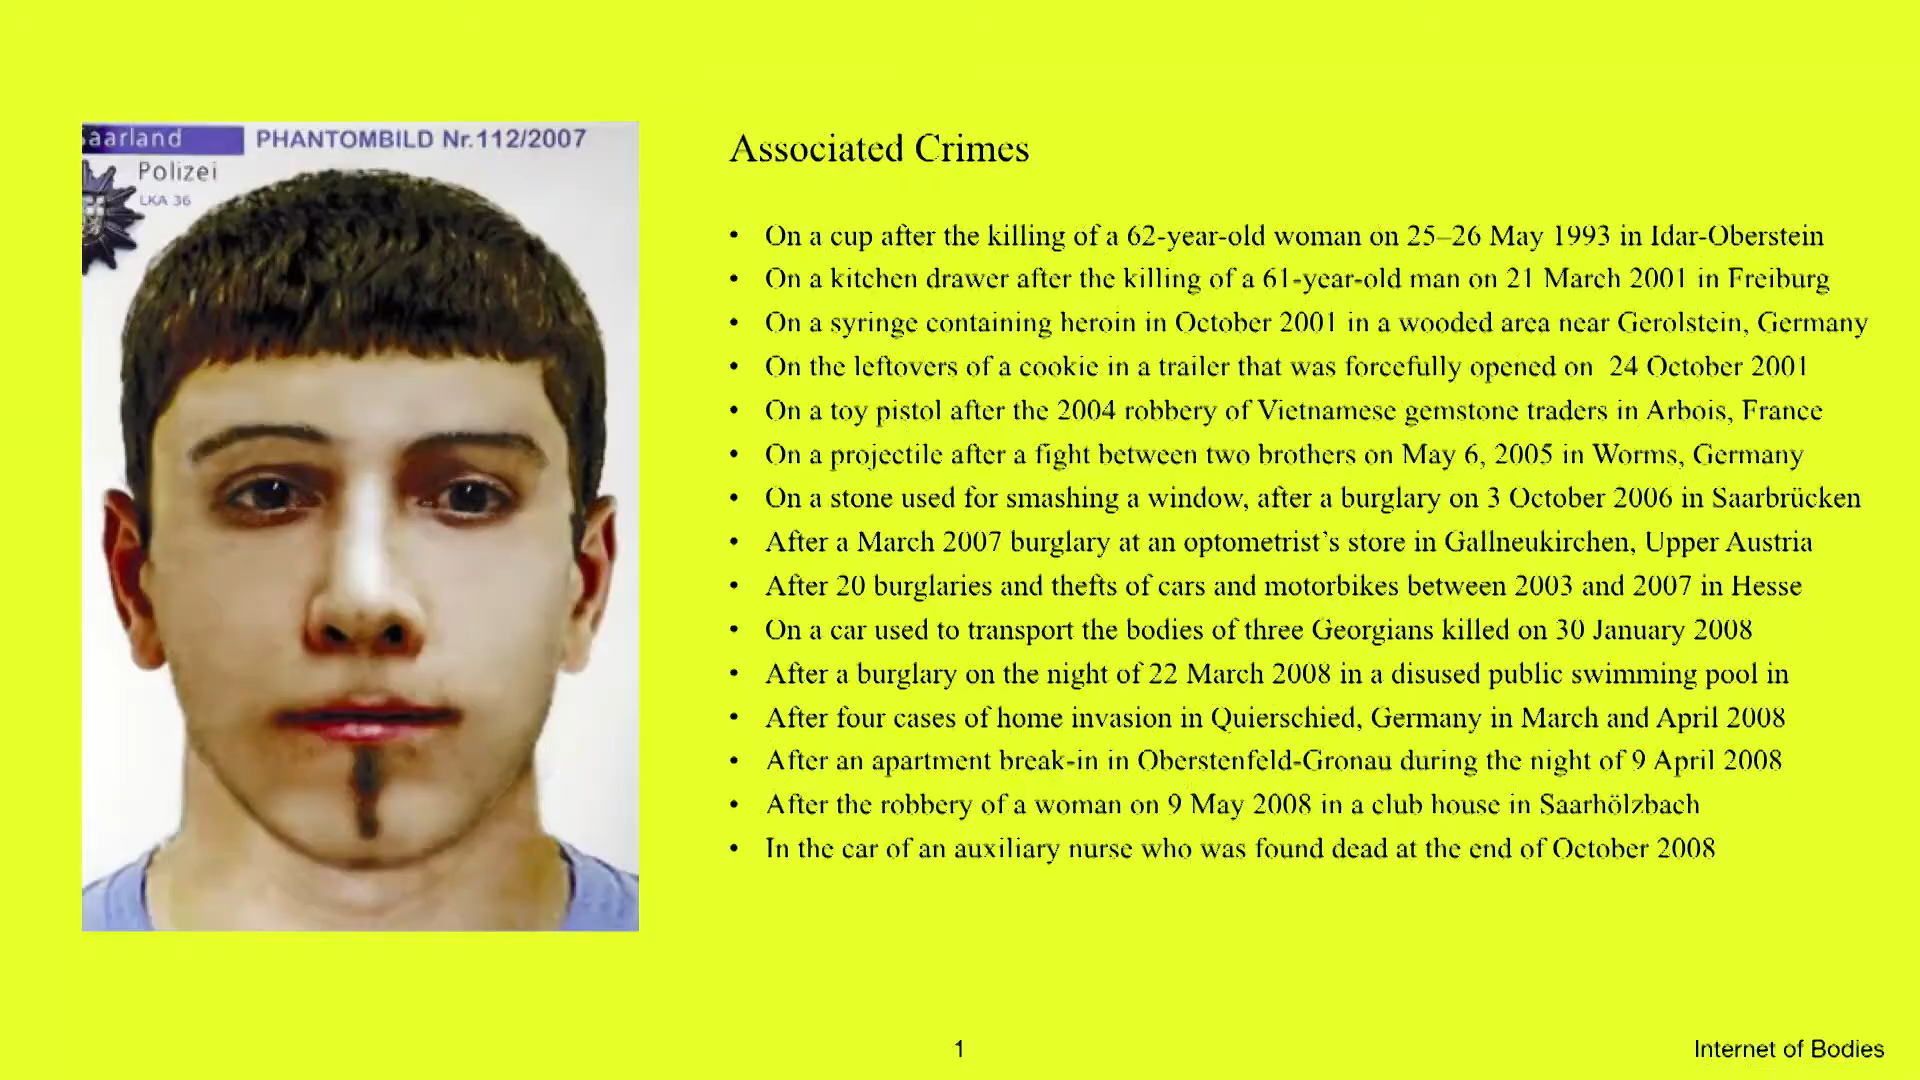 aarland
PHANTOMBILD Nr.112/2007
Polizei
LKA 36
Associated Crimes
• On a cup after the killing of a 62-year-old woman on 25–26 May 1993 in Idar-Oberstein
• On a kitchen drawer after the killing of a 61-year-old man on 21 March 2001 in Freiburg
• On a syringe containing heroin in October 2001 in a wooded area near Gerolstein, Germany
• On the leftovers of a cookie in a trailer that was forcefully opened on 24 October 2001
• On a toy pistol after the 2004 robbery of Vietnamese gemstone traders in Arbois, France
• On a projectile after a fight between two brothers on May 6, 2005 in Worms, Germany
• On a stone used for smashing a window, after a burglary on 3 October 2006 in Saarbrücken
• After a March 2007 burglary at an optometrist's store in Gallneukirchen, Upper Austria
• After 20 burglaries and thefts of cars and motorbikes between 2003 and 2007 in Hesse
• On a car used to transport the bodies of three Georgians killed on 30 January 2008
• After a burglary on the night of 22 March 2008 in a disused public swimming pool in
• After four cases of home invasion in Quierschied, Germany in March and April 2008
• After an apartment break-in in Oberstenfeld-Gronau during the night of 9 April 2008
• After the robbery of a woman on 9 May 2008 in a club house in Saarhölzbach
• In the car of an auxiliary nurse who was found dead at the end of October 2008
1
Internet of Bodies